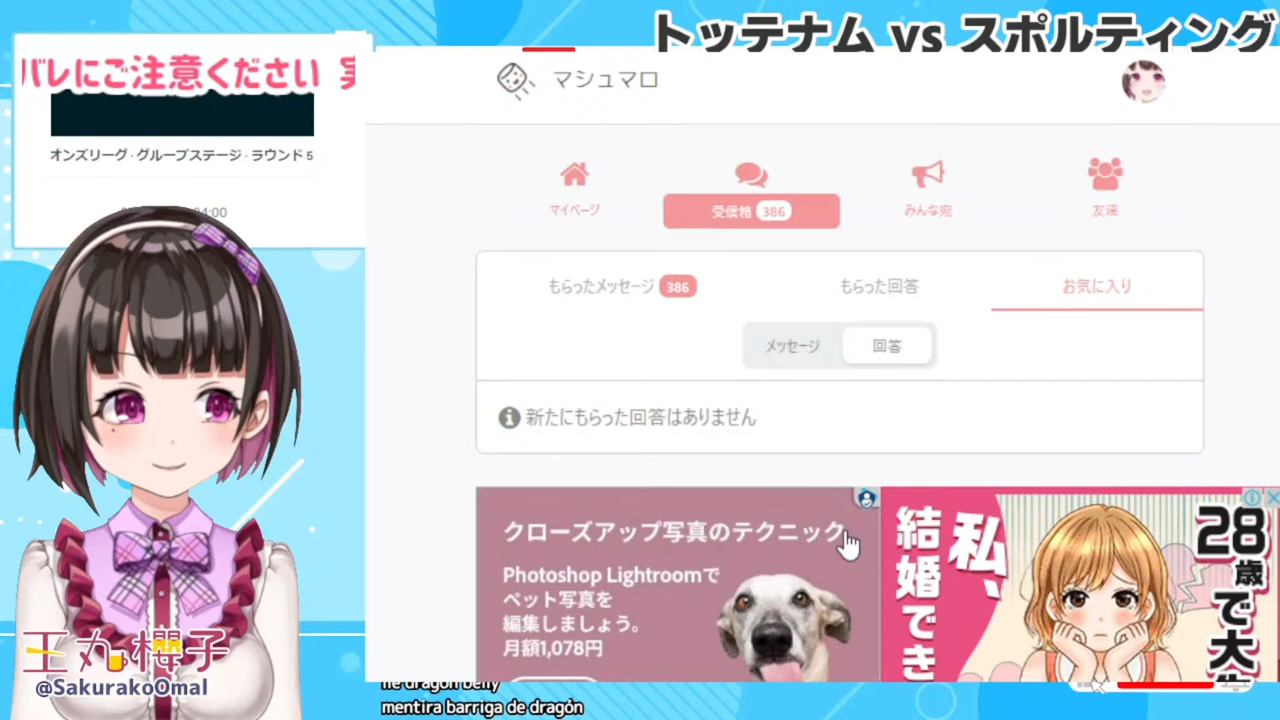 トッテナム vs スポルティング
バレにご注意ください 実
マシュマロ
オンズリーグ · グループステージ · ラウンド 5
マイページ
受信箱 386
みんな宛
友達
もらったメッセージ 386
もらった回答
お気に入り
メッセージ
回答
新たにもらった回答はありません
クローズアップ写真のテクニック
Photoshop Lightroomで
ペット写真を
編集しましょう。
月額1,078円
私、
結婚でき
28歳で大
王丸櫻子
@SakurakoOmal
me dragon belly
mentira barriga de dragón